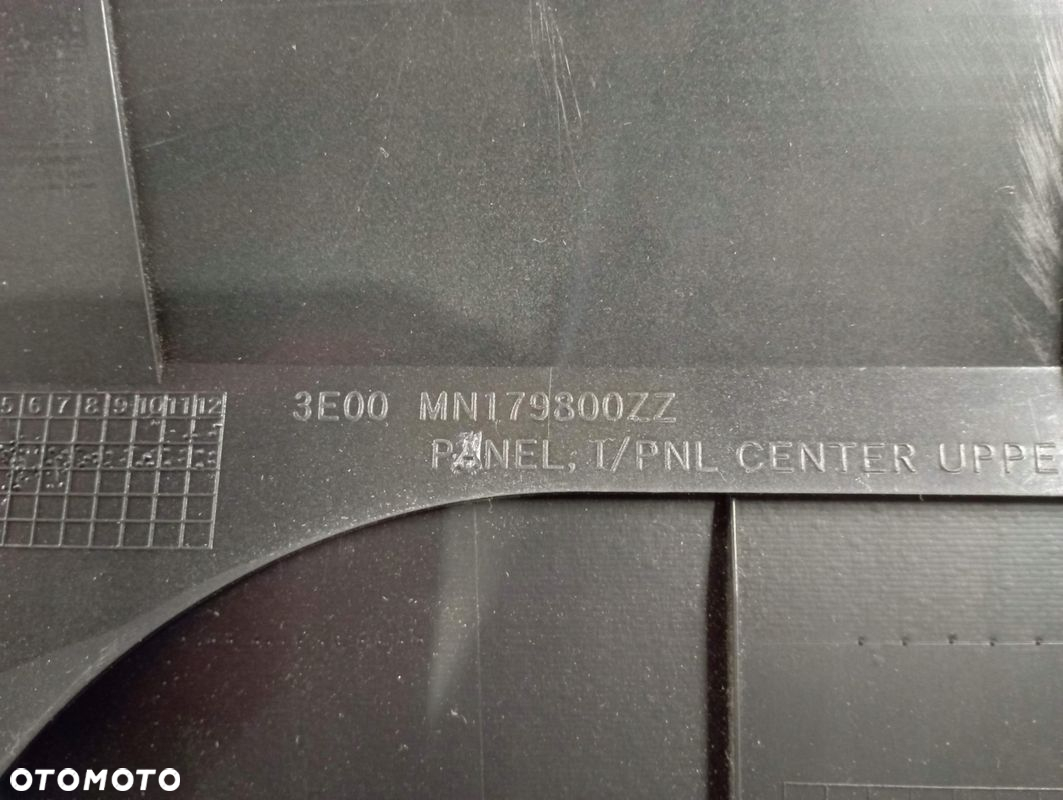 5 6 7 8 9 10 11 12
3E00 MN179800ZZ
PANEL, T/PNL CENTER UPPE
OTOMOTO